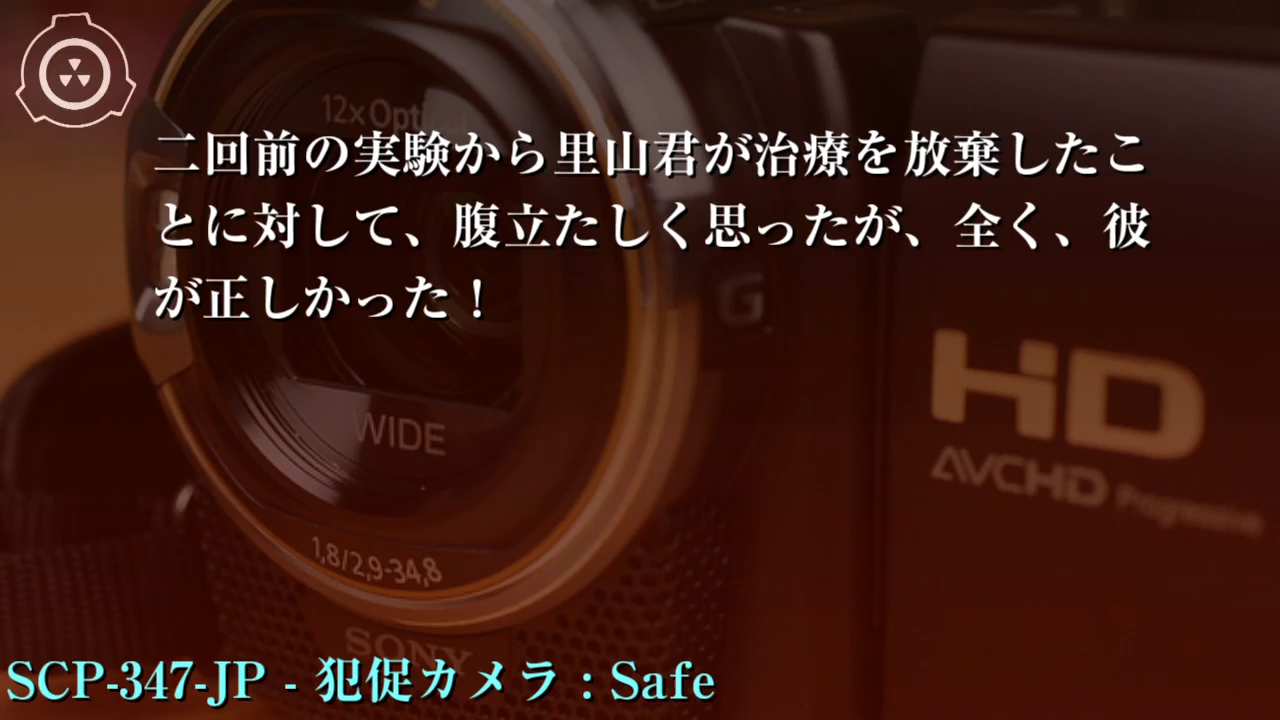 12x Opti
二回前の実験から里山君が治療を放棄したこ
とに対して、腹立たしく思ったが、全く、彼
が正しかった！
G
HD
WIDE
AVCHD Progressive
1,8/2,9-34,8
SONY
SCP-347-JP - 犯促カメラ : Safe